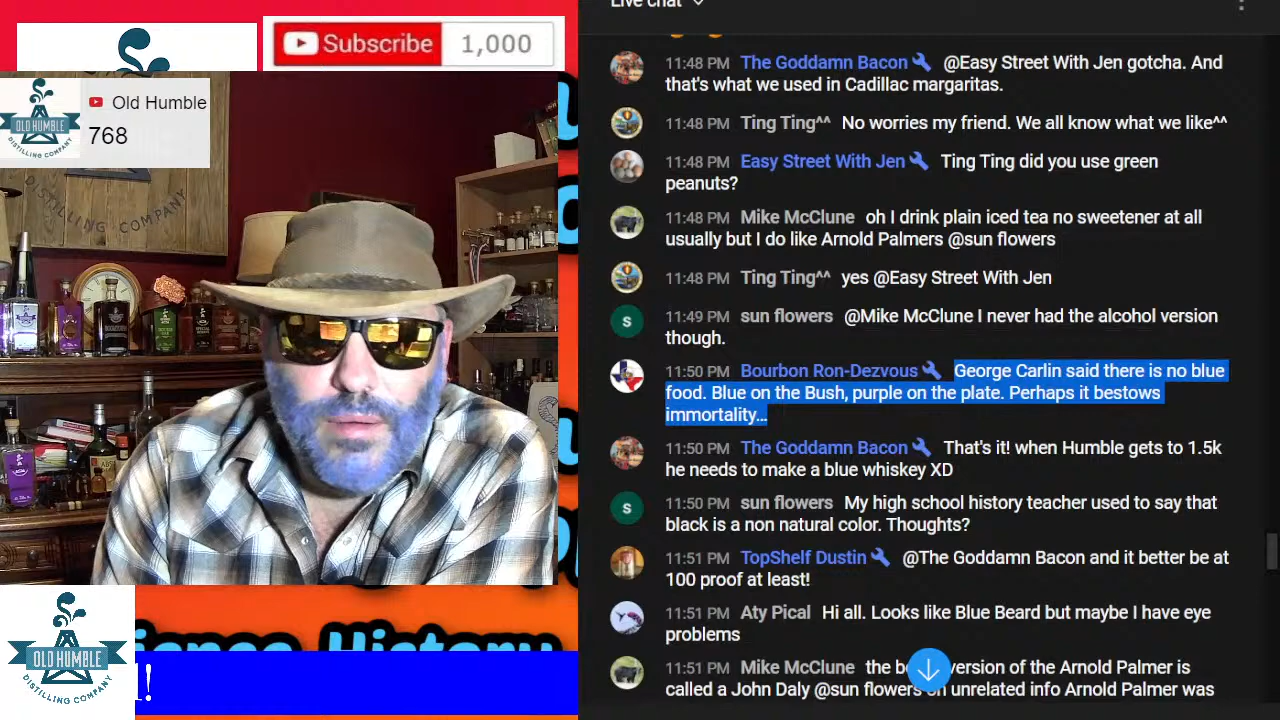 Subscribe
1,000
Old Humble
768
OLD HUMBLE
DISTILLING COMPANY
DISTILLING COMPANY
OLD HUMBLE
DISTILLING COMPANY
!
Live chat
11:48 PM The Goddamn Bacon @Easy Street With Jen gotcha. And
that's what we used in Cadillac margaritas.
11:48 PM Ting Ting^^ No worries my friend. We all know what we like^^
11:48 PM Easy Street With Jen Ting Ting did you use green
peanuts?
11:48 PM Mike McClune oh I drink plain iced tea no sweetener at all
usually but I do like Arnold Palmers @sun flowers
11:48 PM Ting Ting^^ yes @Easy Street With Jen
S
11:49 PM sun flowers @Mike McClune I never had the alcohol version
though.
11:50 PM Bourbon Ron-Dezvous George Carlin said there is no blue
food. Blue on the Bush, purple on the plate. Perhaps it bestows
immortality…
11:50 PM The Goddamn Bacon That's it! when Humble gets to 1.5k
he needs to make a blue whiskey XD
S
11:50 PM sun flowers My high school history teacher used to say that
black is a non natural color. Thoughts?
11:51 PM TopShelf Dustin @The Goddamn Bacon and it better be at
100 proof at least!
11:51 PM Aty Pical Hi all. Looks like Blue Beard but maybe I have eye
problems
11:51 PM Mike McClune the version of the Arnold Palmer is
called a John Daly @sun flowers on unrelated info Arnold Palmer was